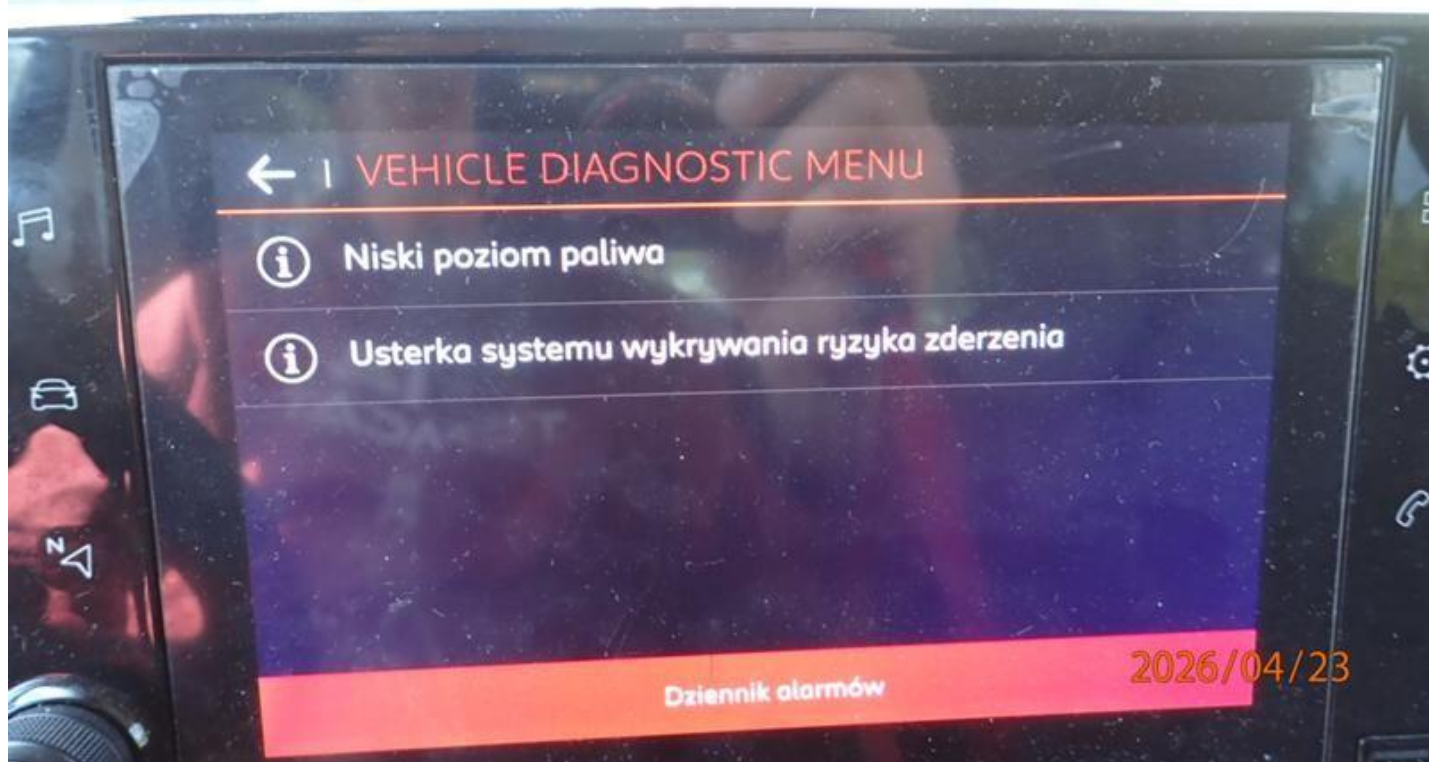 VEHICLE DIAGNOSTIC MENU
Niski poziom paliwa
Usterka systemu wykrywania ryzyka zderzenia
N
Dziennik alarmów
2026/04/23